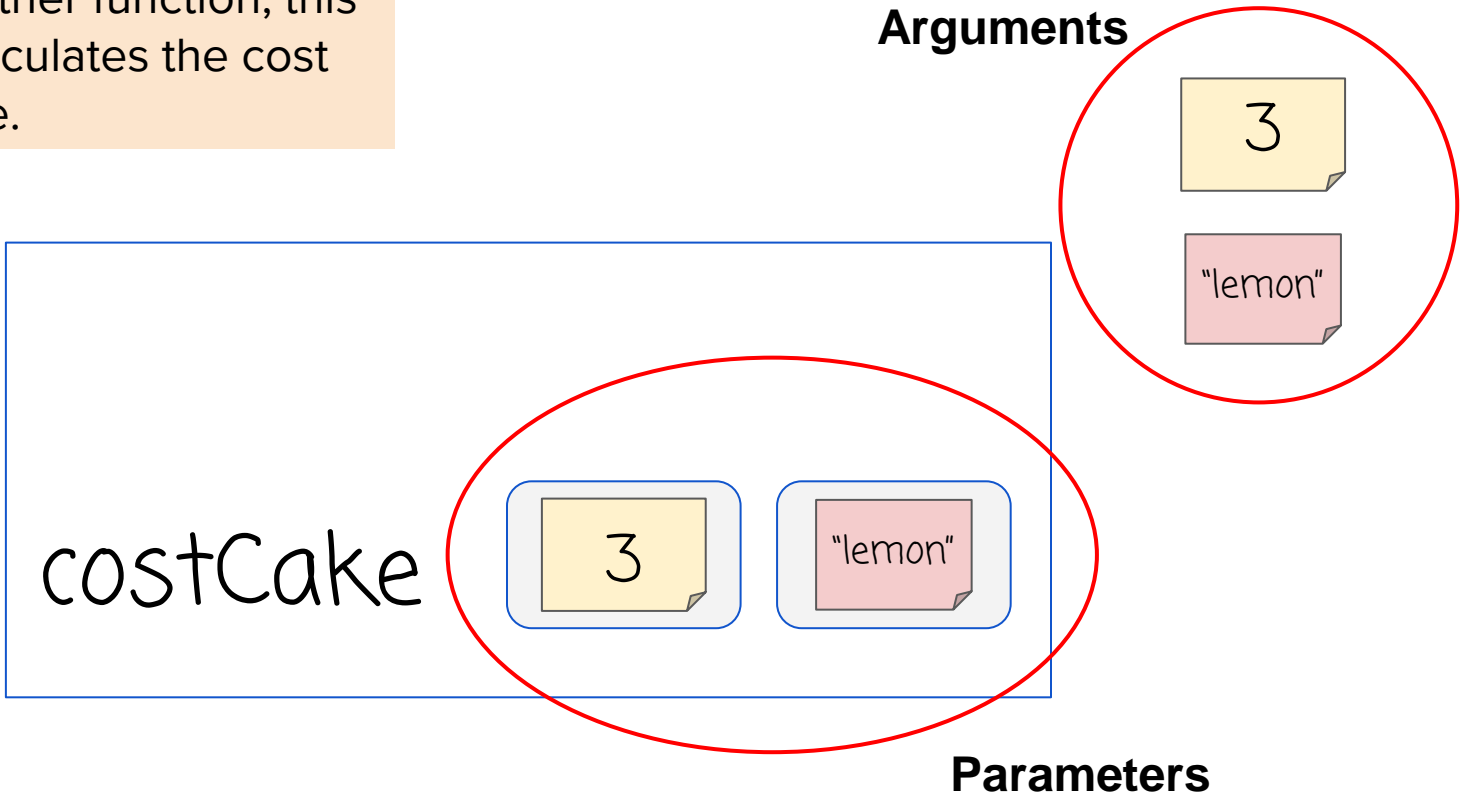 ther function, this
culates the cost
e.
Arguments
3
"lemon"
costCake
3
"lemon"
Parameters